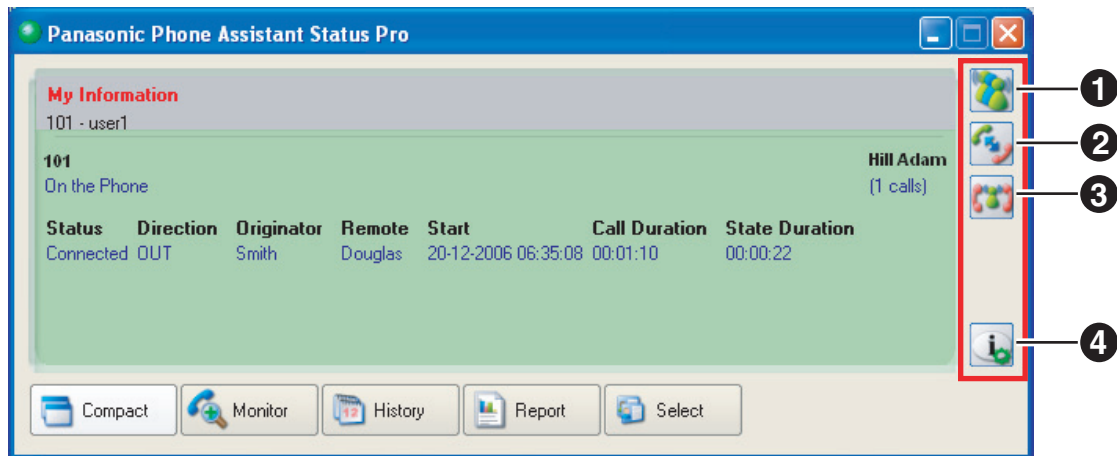 Panasonic Phone Assistant Status Pro
My Information
101 - user1
101 Hill Adam
On the Phone (1 calls)
Status Direction Originator Remote Start Call Duration State Duration
Connected OUT Smith Douglas 20-12-2006 06:35:08 00:01:10 00:00:22
Compact Monitor 12 History Report Select
1
2
3
i 4